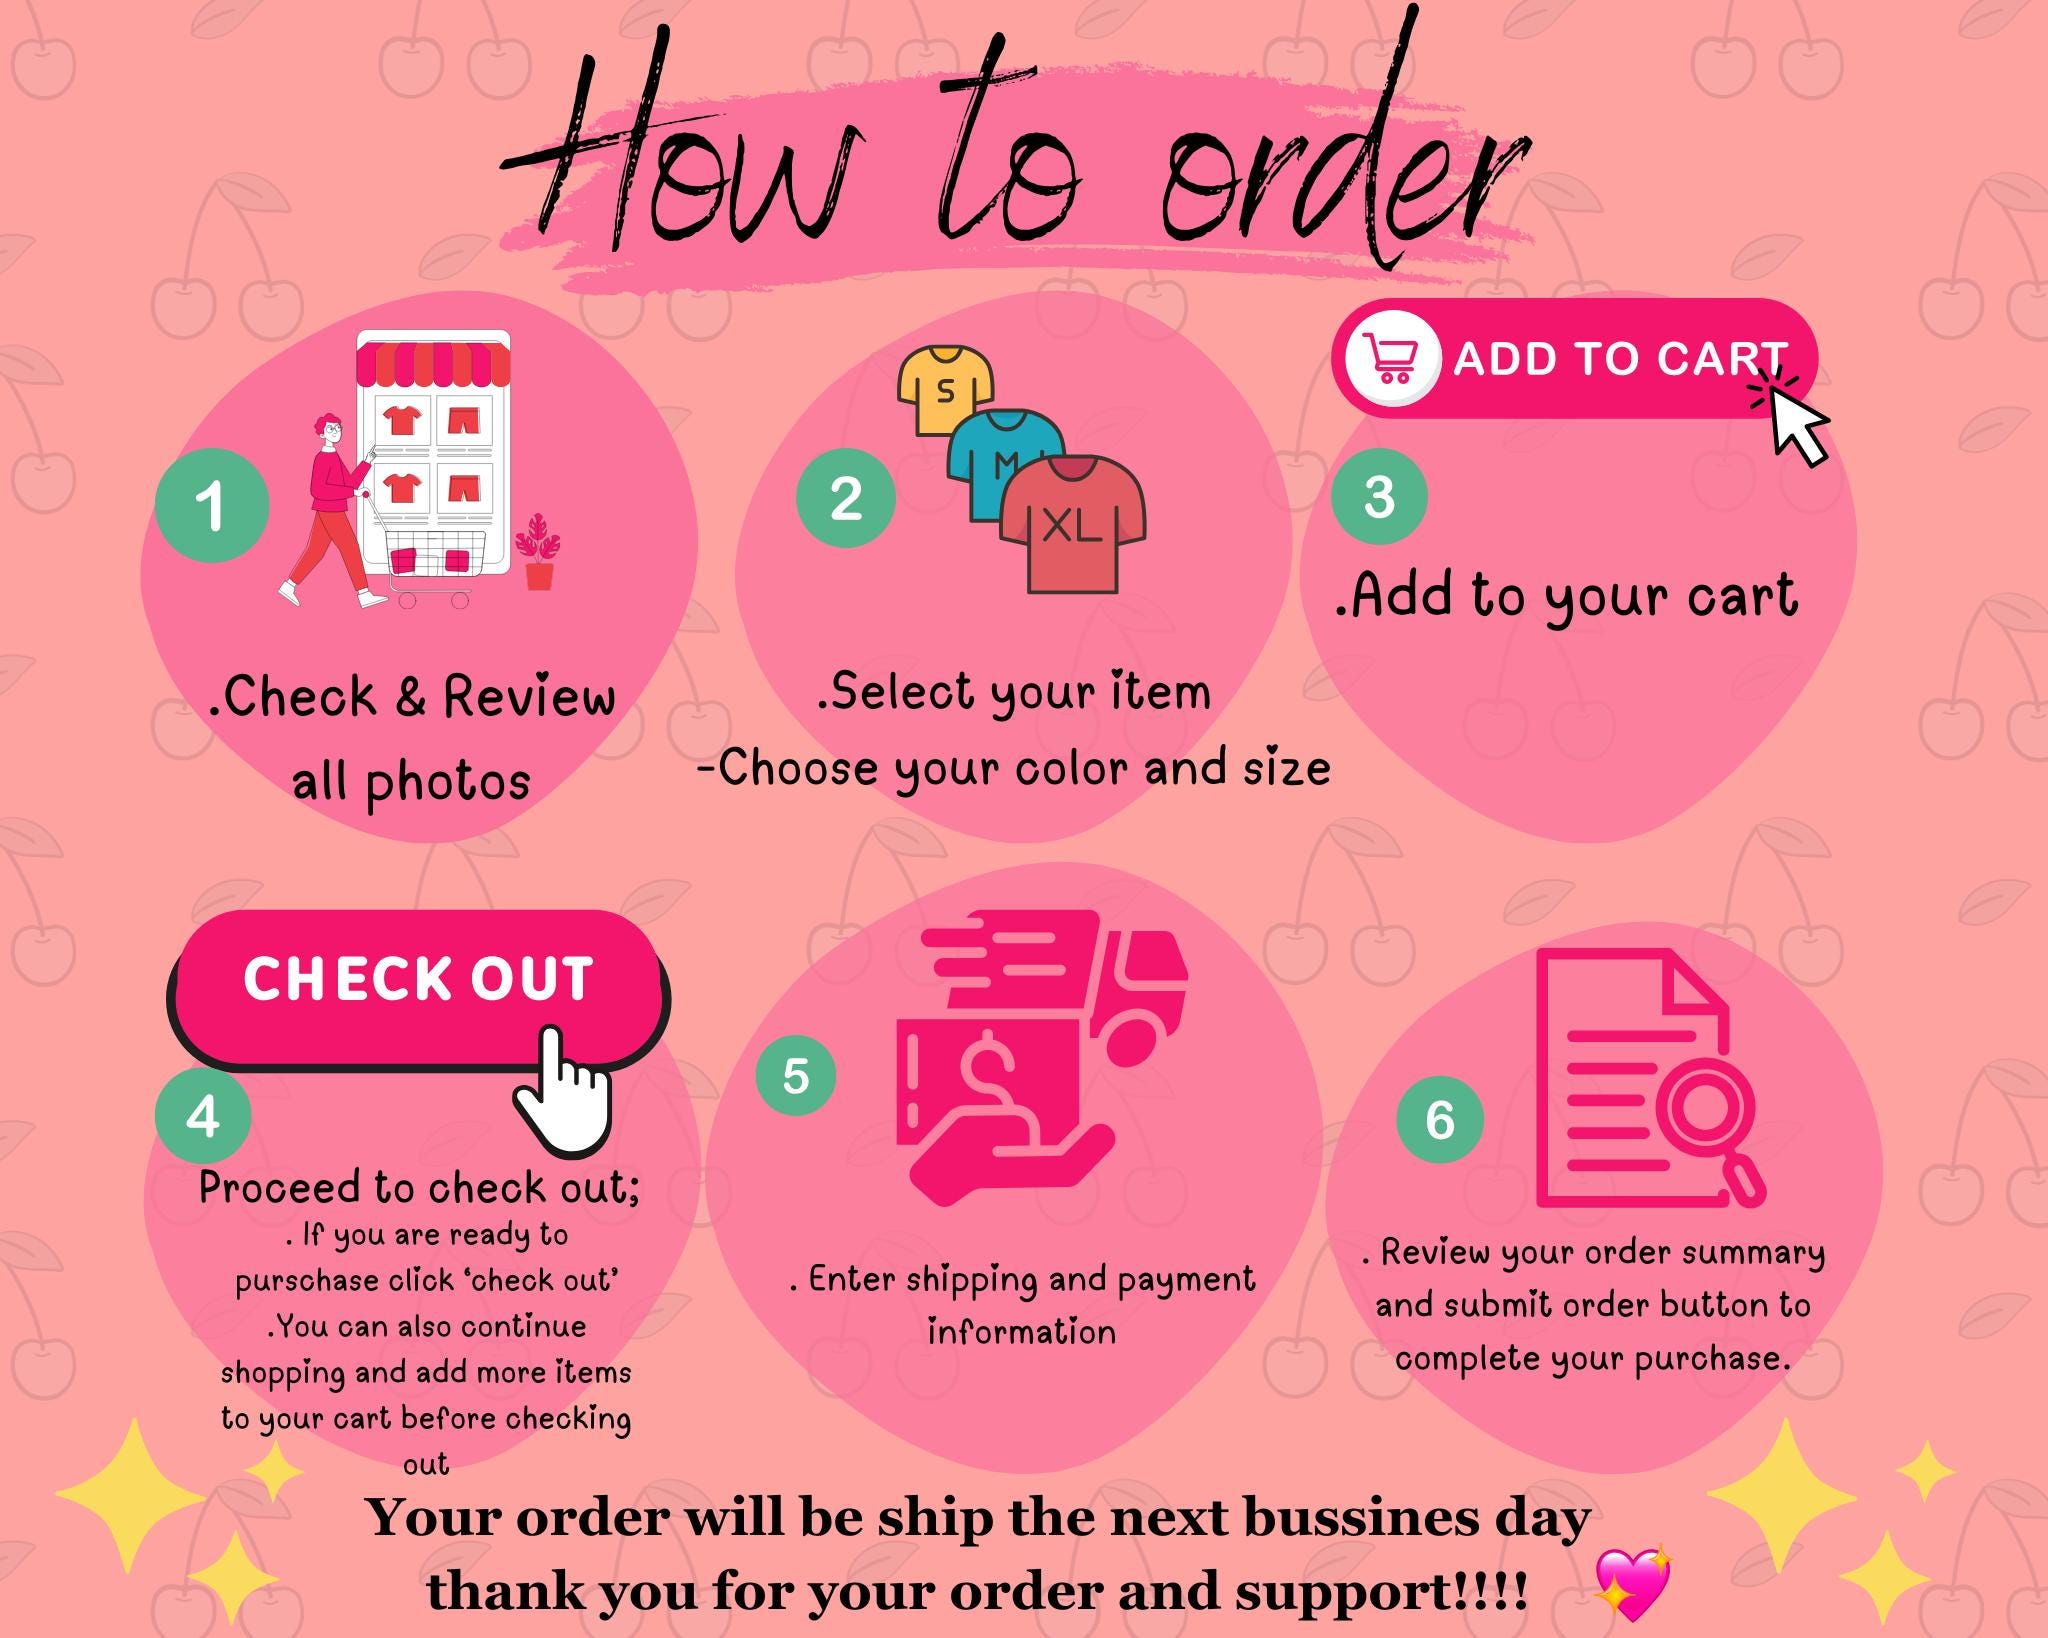 How to order
1
.Check & Review
all photos
2
S
M
XL
.Select your item
-Choose your color and size
ADD TO CART
3
.Add to your cart
CHECK OUT
4
Proceed to check out;
. If you are ready to
purschase click ‘check out’
.You can also continue
shopping and add more items
to your cart before checking
out
5
. Enter shipping and payment
information
6
. Review your order summary
and submit order button to
complete your purchase.
Your order will be ship the next bussines day
thank you for your order and support!!!!